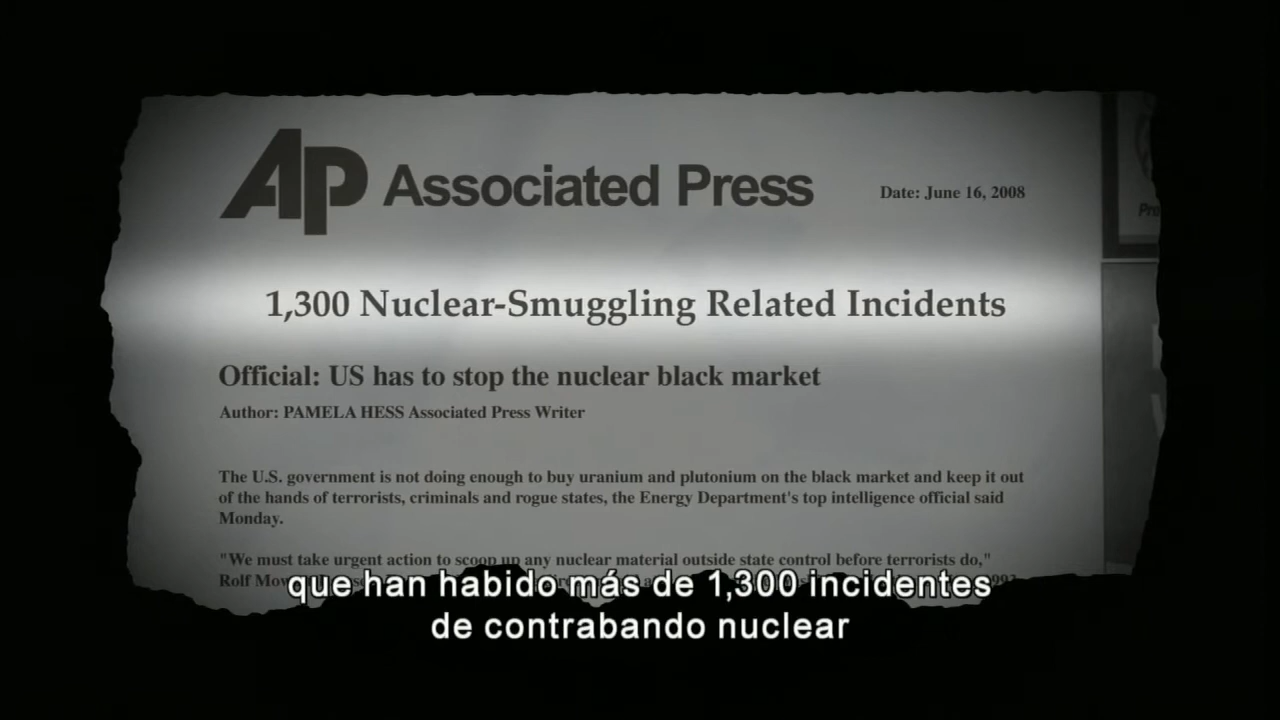 AP Associated Press
Date: June 16, 2008
1,300 Nuclear-Smuggling Related Incidents
Official: US has to stop the nuclear black market
Author: PAMELA HESS Associated Press Writer
The U.S. government is not doing enough to buy uranium and plutonium on the black market and keep it out
of the hands of terrorists, criminals and rogue states, the Energy Department's top intelligence official said
Monday.
"We must take urgent action to scoop up any nuclear material outside state control before terrorists do,"
Rolf
que han habido más de 1,300 incidentes
de contrabando nuclear